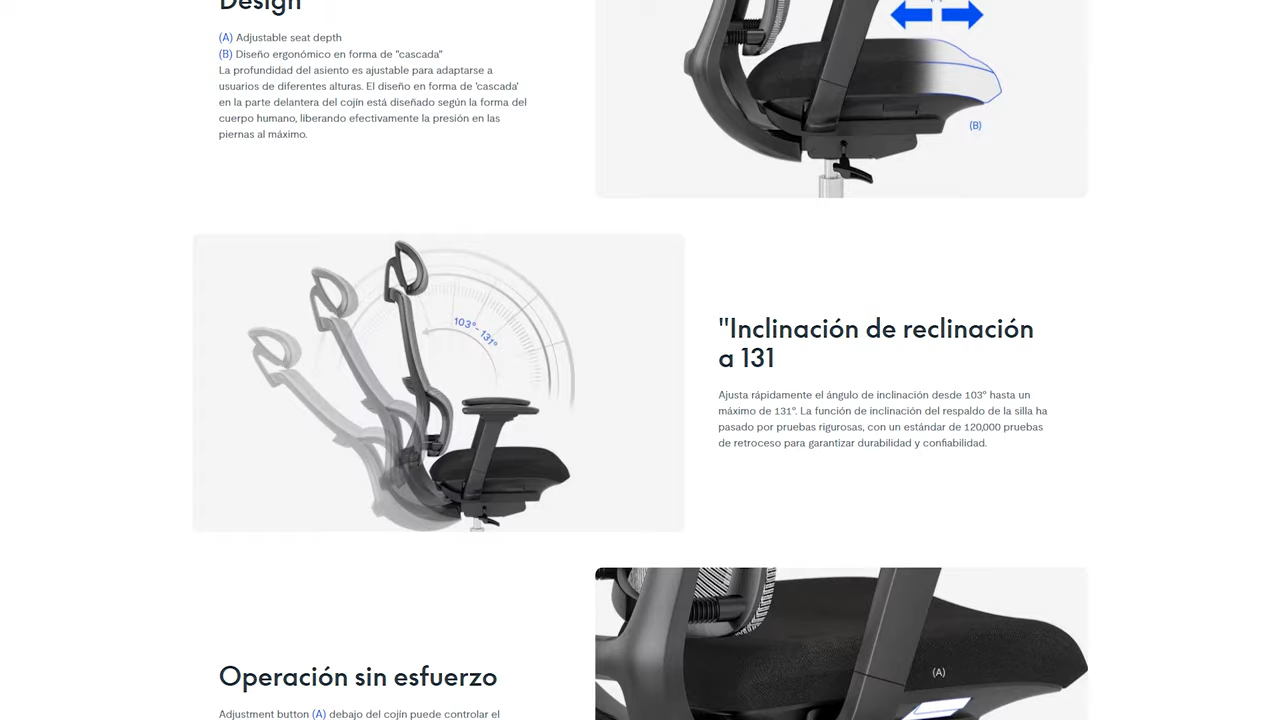 Design
(A) Adjustable seat depth
(B) Diseño ergonómico en forma de "cascada"
La profundidad del asiento es ajustable para adaptarse a
usuarios de diferentes alturas. El diseño en forma de 'cascada'
en la parte delantera del cojín está diseñado según la forma del
cuerpo humano, liberando efectivamente la presión en las
piernas al máximo.
(B)
103°- 131°
"Inclinación de reclinación
a 131
Ajusta rápidamente el ángulo de inclinación desde 103° hasta un
máximo de 131°. La función de inclinación del respaldo de la silla ha
pasado por pruebas rigurosas, con un estándar de 120,000 pruebas
de retroceso para garantizar durabilidad y confiabilidad.
Operación sin esfuerzo
Adjustment button (A) debajo del cojín puede controlar el
(A)